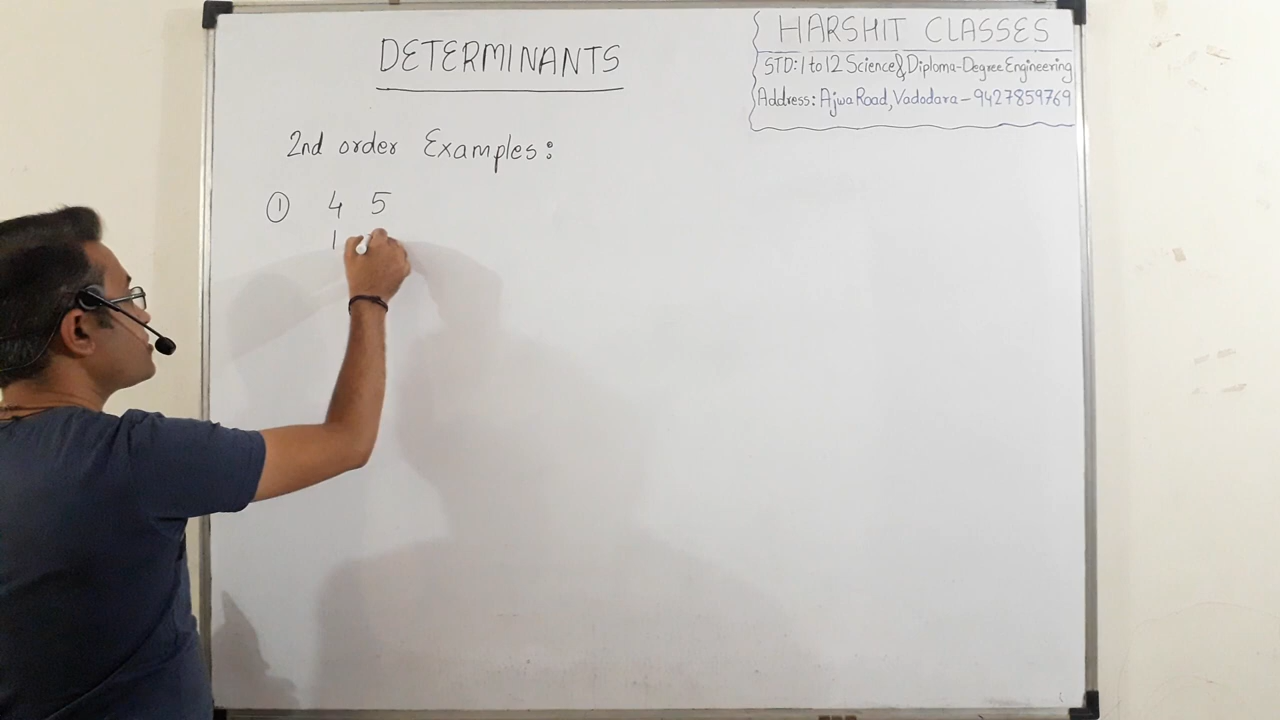 DETERMINANTS
HARSHIT CLASSES
STD: 1 to 12 Science & Diploma-Degree Engineering
Address: Ajwa Road, Vadodara - 9427859769
2nd order Examples:
① 4 5
1